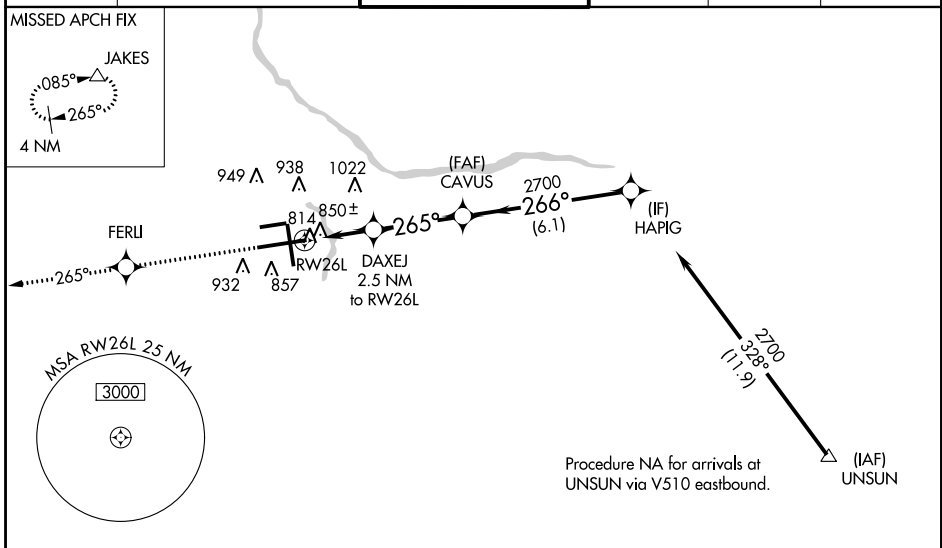 MISSED APCH FIX
JAKES
085°
265°
4 NM
949
938
1022
814
850±
(FAF)
CAVUS
2700
266°
(6.1)
(IF)
HAPIG
FERLI
265°
RW26L
265°
DAXEJ
2.5 NM
to RW26L
932
857
2700
328°
(11.9)
MSA RW26L 25 NM
3000
Procedure NA for arrivals at
UNSUN via V510 eastbound.
(IAF)
UNSUN